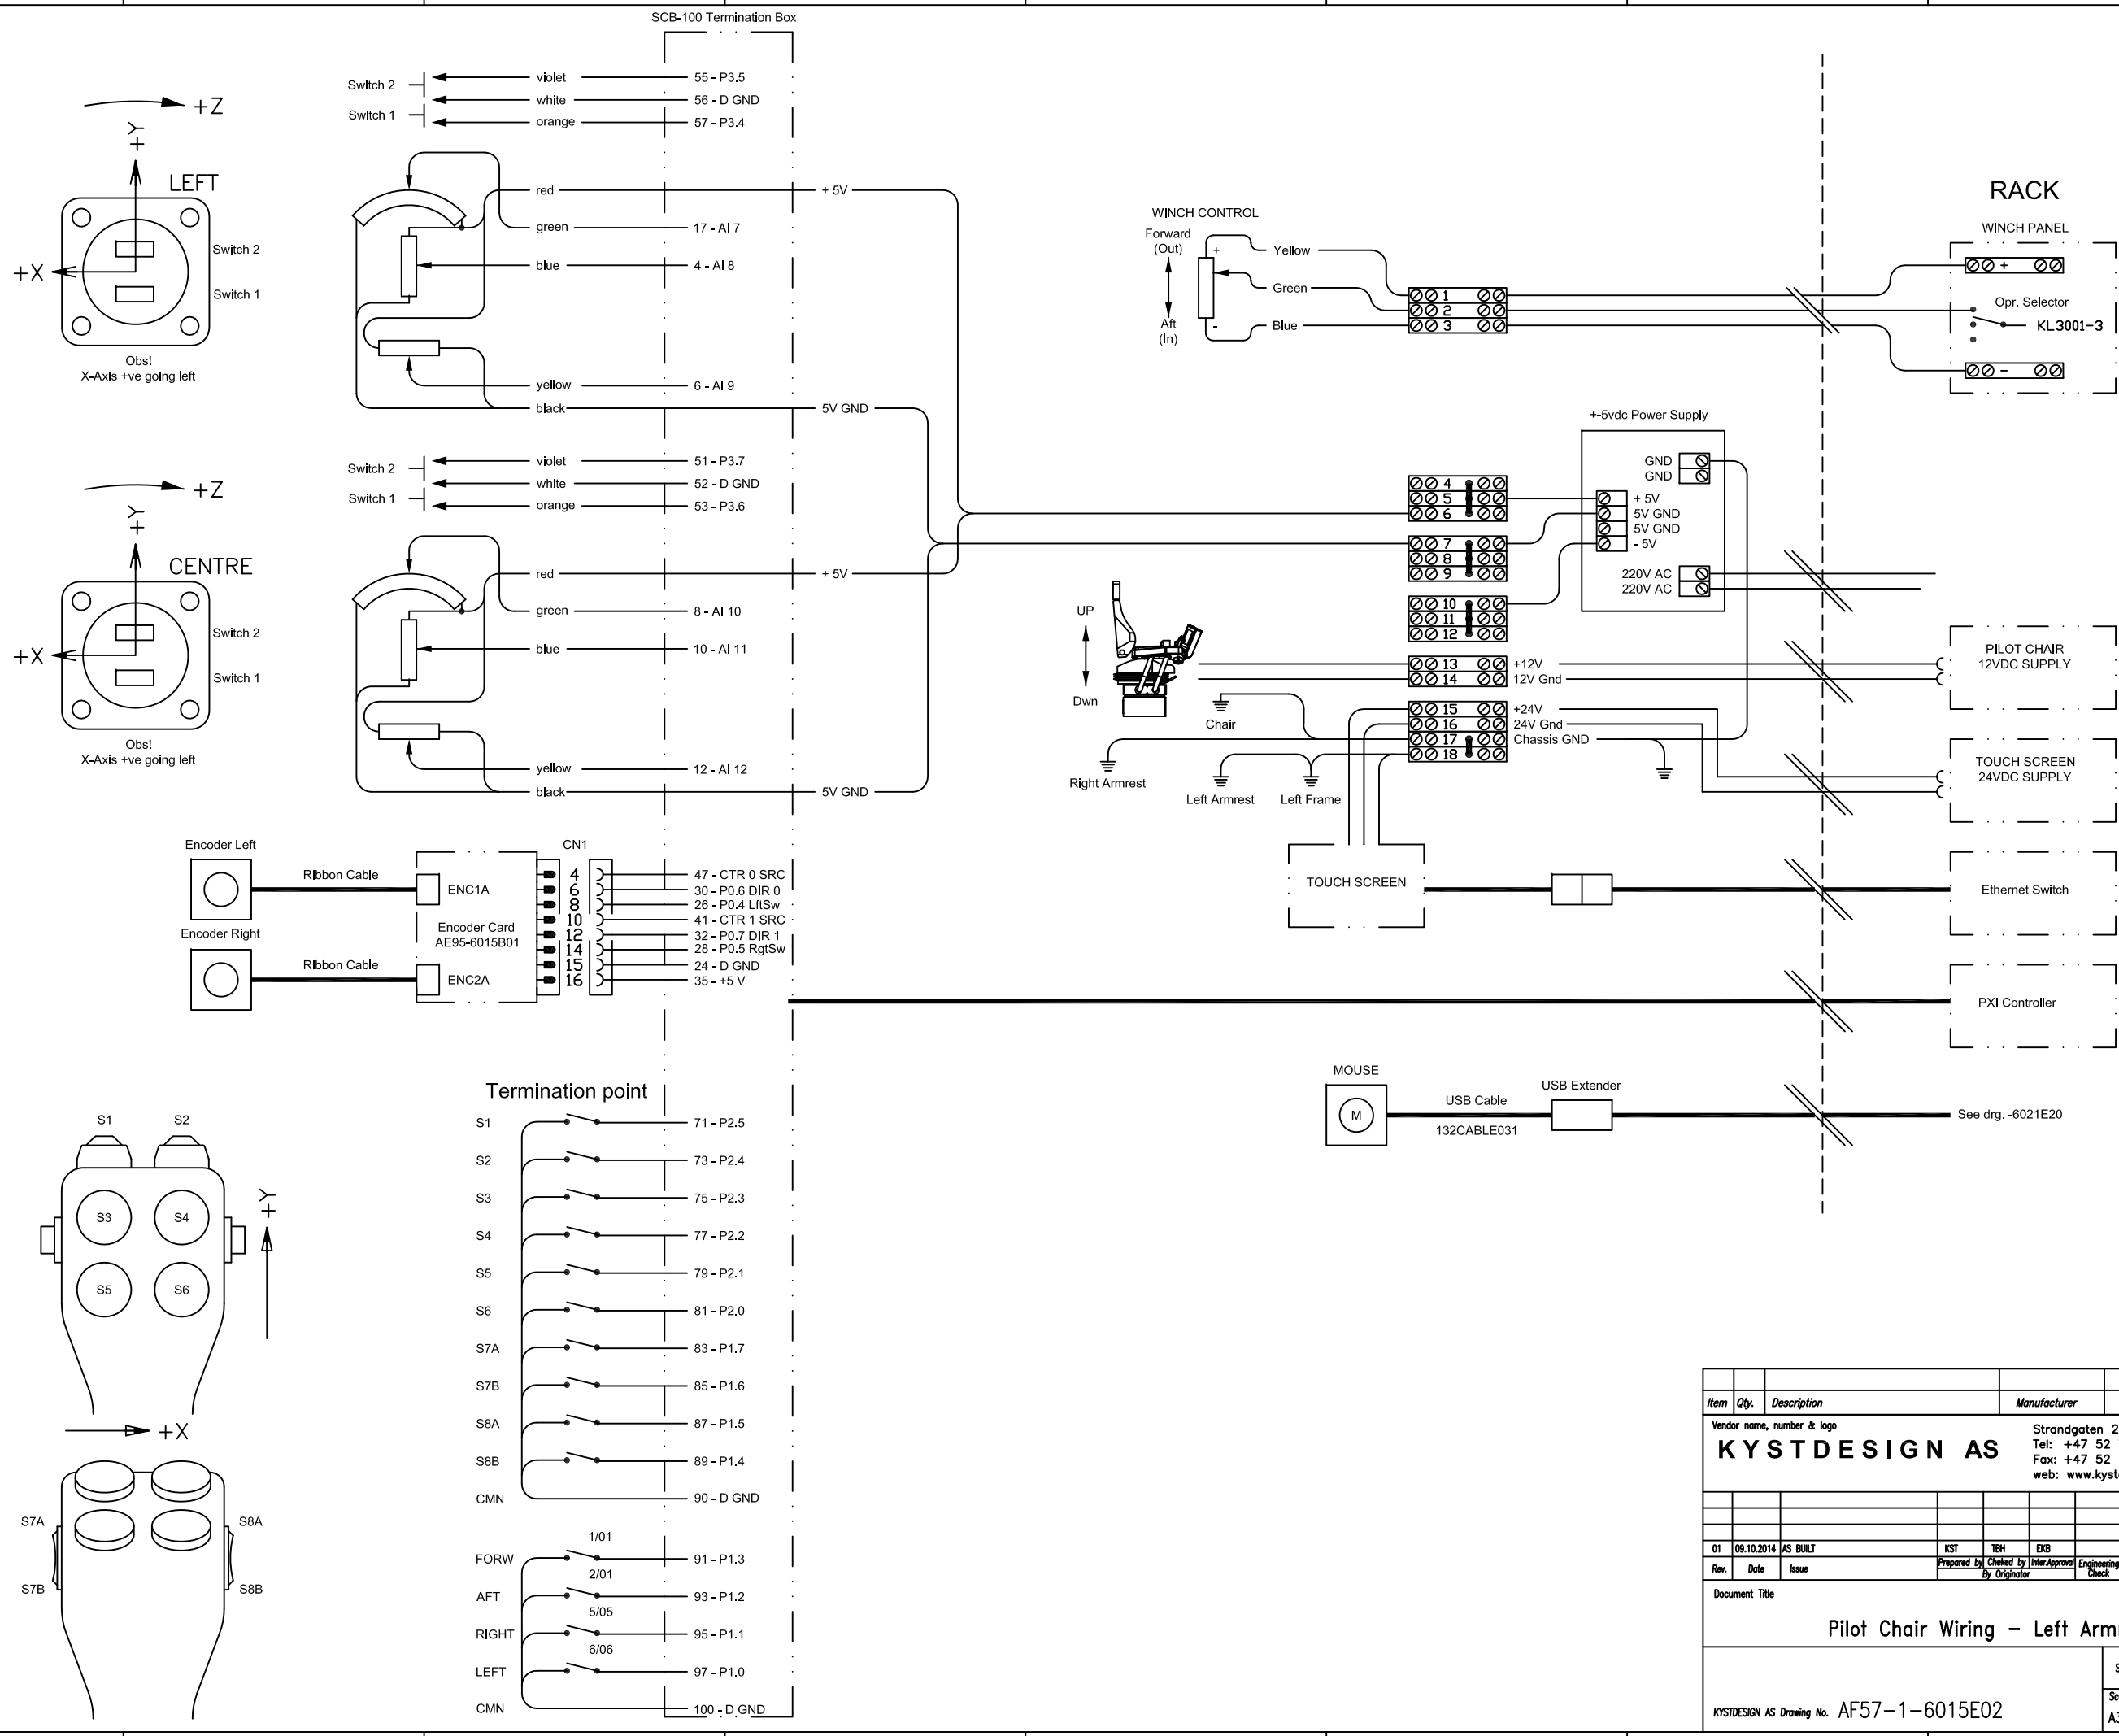 SCB-100 Termination Box
Switch 2
violet
55 - P3.5
white
56 - D GND
Switch 1
orange
57 - P3.4
+Z
+Y
LEFT
+X
Switch 2
Switch 1
Obs!
X-Axis +ve going left
red
+ 5V
green
17 - AI 7
blue
4 - AI 8
yellow
6 - AI 9
black
5V GND
Switch 2
violet
51 - P3.7
white
52 - D GND
Switch 1
orange
53 - P3.6
+Z
+Y
CENTRE
+X
Switch 2
Switch 1
Obs!
X-Axis +ve going left
red
+ 5V
green
8 - AI 10
blue
10 - AI 11
yellow
12 - AI 12
black
5V GND
Encoder Left
Ribbon Cable
ENC1A
Encoder Card
AE95-6015B01
Encoder Right
Ribbon Cable
ENC2A
CN1
4
47 - CTR 0 SRC
6
30 - P0.6 DIR 0
8
26 - P0.4 LftSw
10
41 - CTR 1 SRC
12
32 - P0.7 DIR 1
14
28 - P0.5 RgtSw
15
24 - D GND
16
35 - +5 V
Termination point
S1
71 - P2.5
S2
73 - P2.4
S3
75 - P2.3
S4
77 - P2.2
S5
79 - P2.1
S6
81 - P2.0
S7A
83 - P1.7
S7B
85 - P1.6
S8A
87 - P1.5
S8B
89 - P1.4
CMN
90 - D GND
1/01
FORW
91 - P1.3
2/01
AFT
93 - P1.2
5/05
RIGHT
95 - P1.1
6/06
LEFT
97 - P1.0
CMN
100 - D GND
S1
S2
S3
S4
S5
S6
+Y
+X
S7A
S8A
S7B
S8B
WINCH CONTROL
Forward
(Out)
Aft
(In)
+
-
Yellow
Green
Blue
1
2
3
RACK
WINCH PANEL
+
Opr. Selector
KL3001-3
-
+-5vdc Power Supply
GND
GND
+ 5V
5V GND
5V GND
- 5V
220V AC
220V AC
4
5
6
7
8
9
10
11
12
13
+12V
14
12V Gnd
15
+24V
16
24V Gnd
17
Chassis GND
18
UP
Dwn
Chair
Right Armrest
Left Armrest
Left Frame
TOUCH SCREEN
PILOT CHAIR
12VDC SUPPLY
TOUCH SCREEN
24VDC SUPPLY
Ethernet Switch
PXI Controller
MOUSE
M
USB Cable
132CABLE031
USB Extender
See drg. -6021E20
Item
Qty.
Description
Manufacturer
Vendor name, number & logo
KYSTDESIGN AS
Strandgaten 2
Tel: +47 52
Fax: +47 52
web: www.kyst
01
09.10.2014
AS BUILT
KST
TBH
EKB
Rev.
Date
Issue
Prepared by
Cheked by
Inter.Approval
By Originator
Engineering
Check
Document Title
Pilot Chair Wiring - Left Arm
KYSTDESIGN AS Drawing No. AF57-1-6015E02